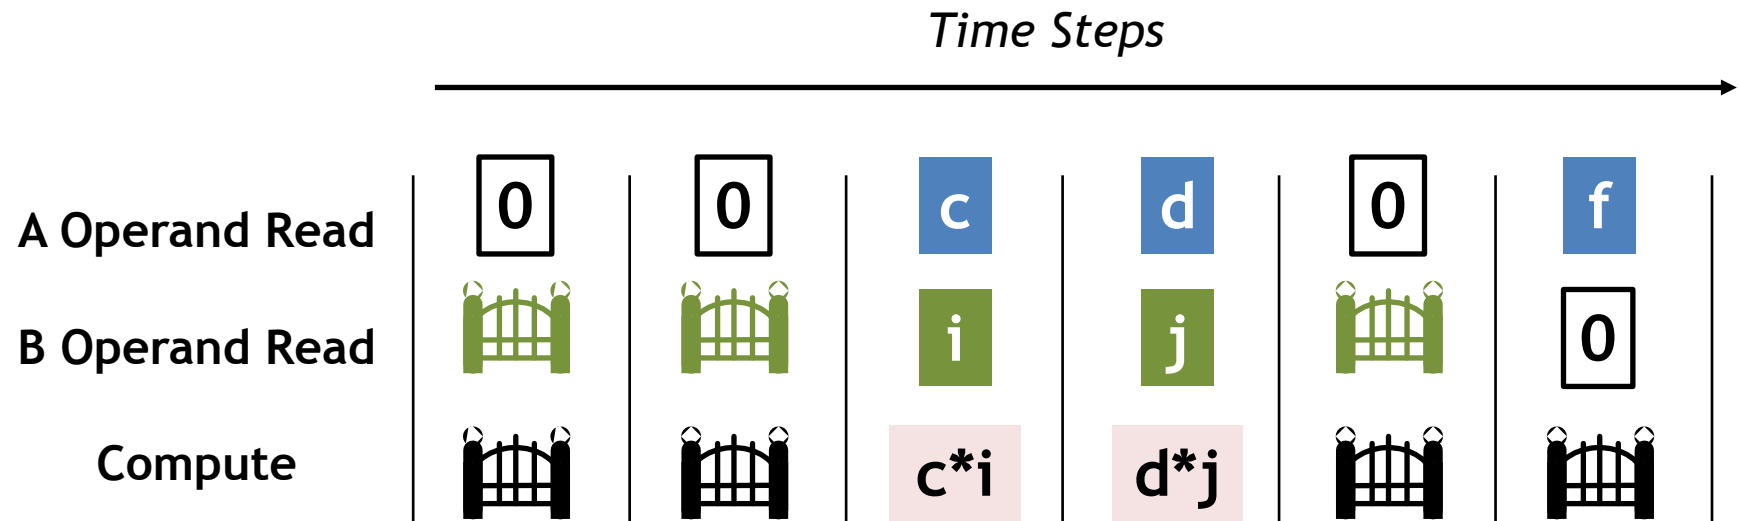 Time Steps
A Operand Read 0 0 c d 0 f
B Operand Read i j 0
Compute c*i d*j